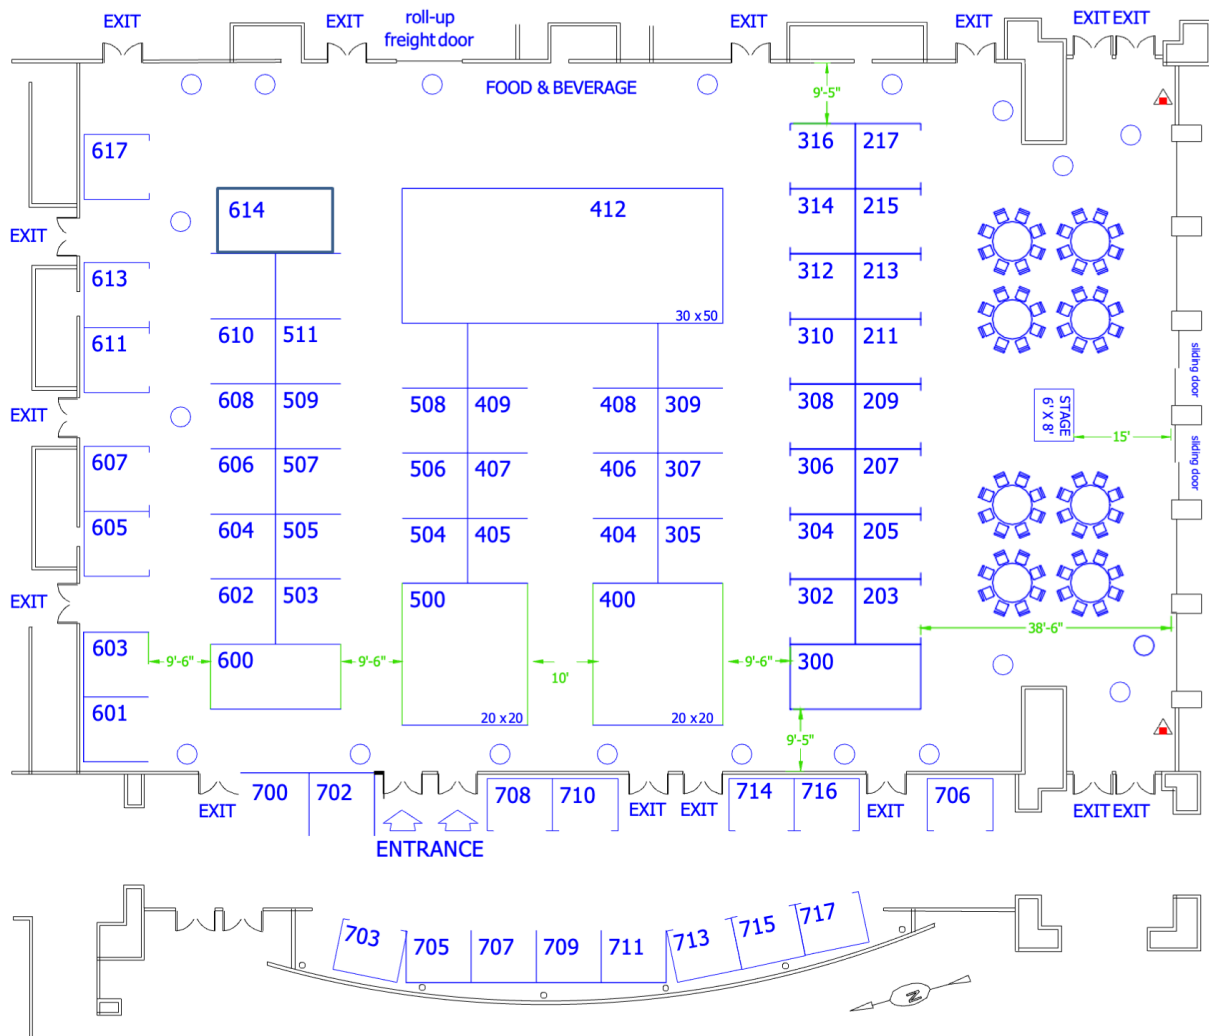 EXIT
EXIT
roll-up
freight door
EXIT
EXIT
EXIT EXIT
FOOD & BEVERAGE
9'-5"
617
316 217
614
412
314 215
EXIT
613
312 213
30 x 50
611
610 511
310 211
sliding door
608 509
508 409
408 309
308 209
STAGE
6' X 8'
EXIT
15'
sliding door
607
606 507
506 407
406 307
306 207
605
604 505
504 405
404 305
304 205
EXIT
602 503
500
400
302 203
38'-6"
603
9'-6"
600
9'-6"
10'
9'-6"
300
601
20 x 20
20 x 20
9'-5"
700 702
708 710
714 716
706
EXIT
EXIT
EXIT
EXIT
EXIT EXIT
ENTRANCE
703
705
707
709
711
713
715
717
N